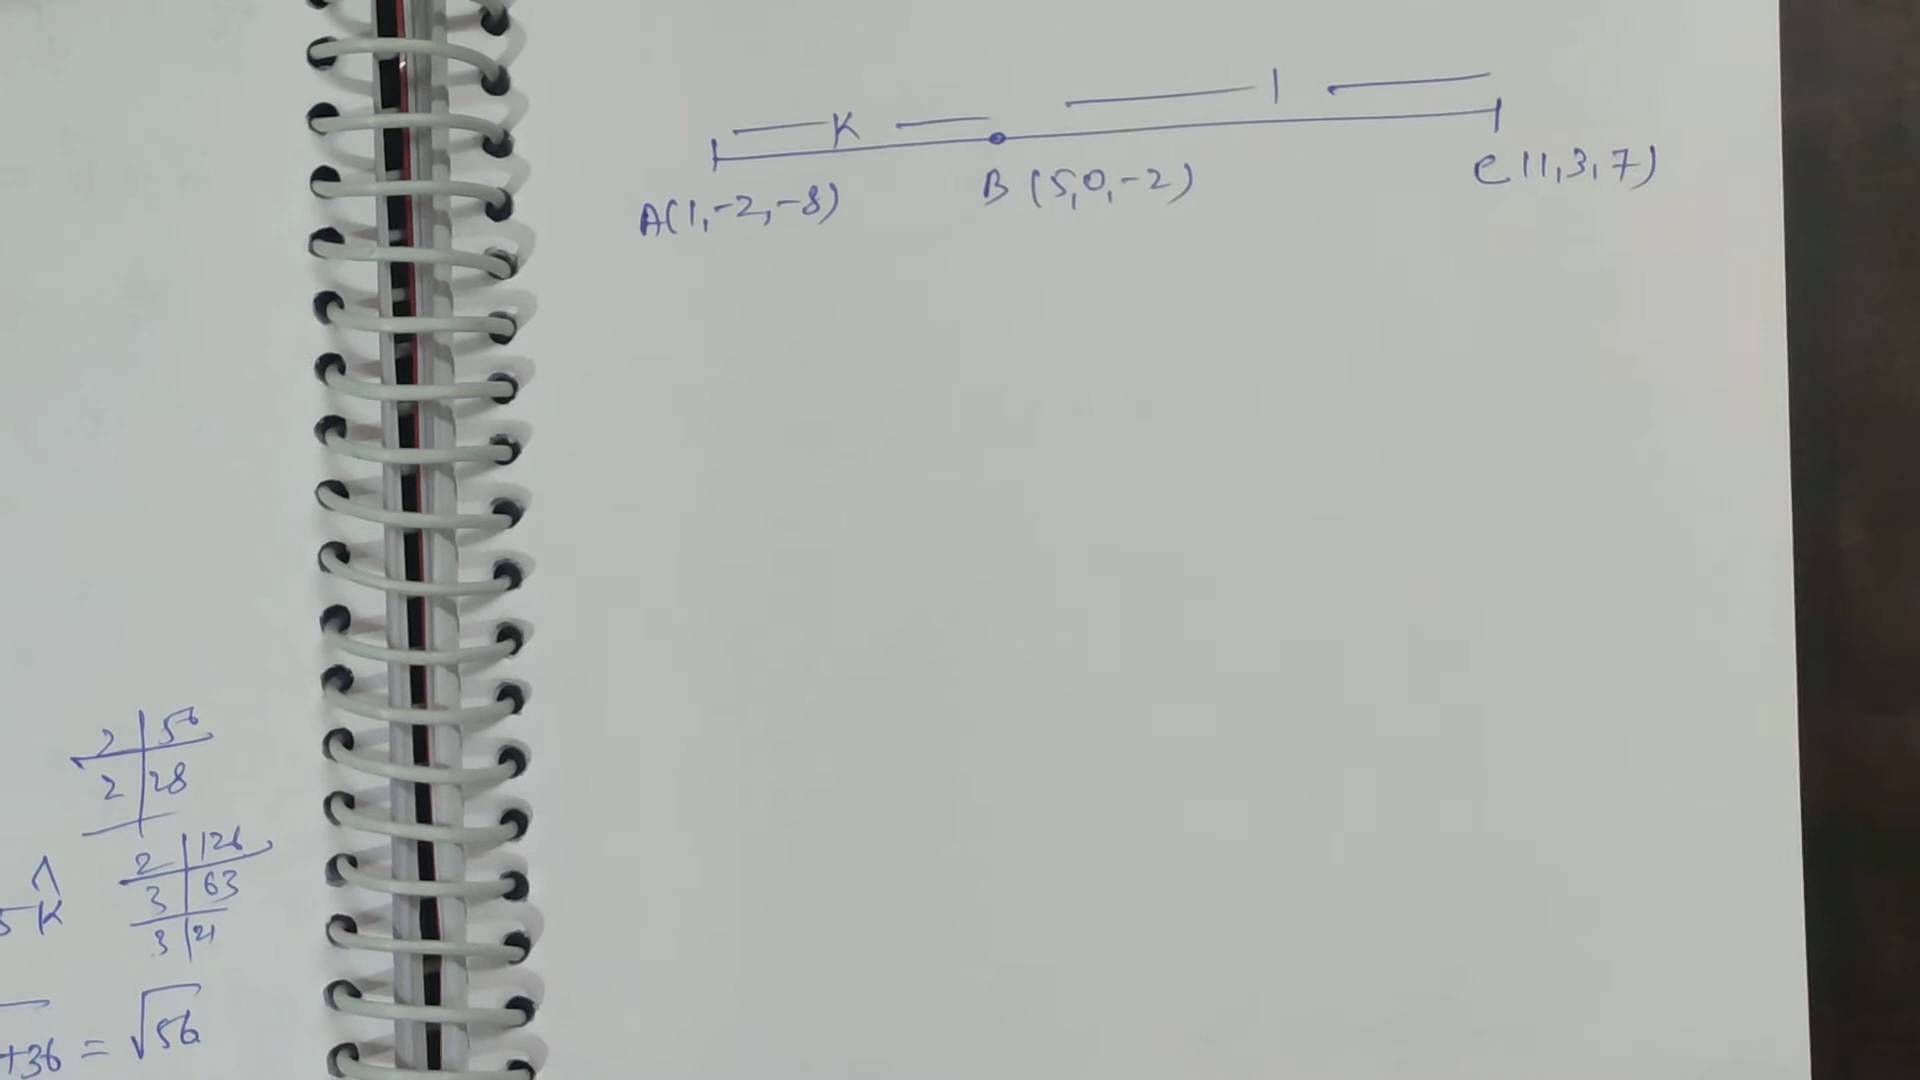 K 1
A(1,-2,-8) B (5,0,-2) C(11,3,7)
2 56
2 28
2 126
3 63
3 21
5 k̂
+36 = √56